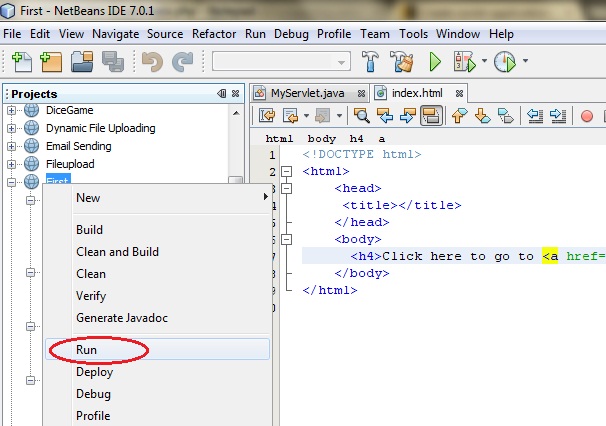 First - NetBeans IDE 7.0.1
File Edit View Navigate Source Refactor Run Debug Profile Team Tools Window Help
Projects
MyServlet.java index.html
DiceGame
Dynamic File Uploading
Email Sending
Fileupload
First
New
Build
Clean and Build
Clean
Verify
Generate Javadoc
Run
Deploy
Debug
Profile
html body h4 a
1 <!DOCTYPE html>
2 <html>
3 <head>
4 <title></title>
5 </head>
6 <body>
7 <h4>Click here to go to <a href=
8 </body>
9 </html>
0